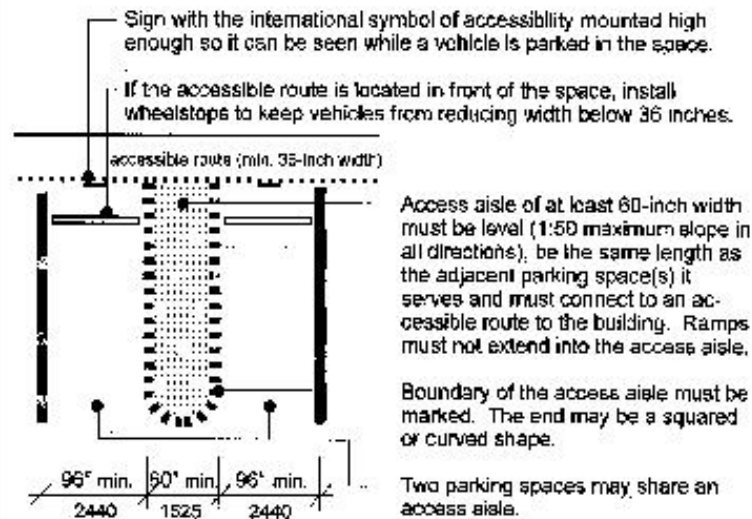 Sign with the international symbol of accessibility mounted high
enough so it can be seen while a vehicle is parked in the space.
If the accessible route is located in front of the space, install
wheelstops to keep vehicles from reducing width below 36 inches.
accessible route (min. 36-inch width)
Access aisle of at least 60-inch width
must be level (1:50 maximum slope in
all directions), be the same length as
the adjacent parking space(s) it
serves and must connect to an ac-
cessible route to the building. Ramps
must not extend into the access aisle.
Boundary of the access aisle must be
marked. The end may be a squared
or curved shape.
Two parking spaces may share an
access aisle.
96" min. 60" min. 96" min.
2440 1525 2440